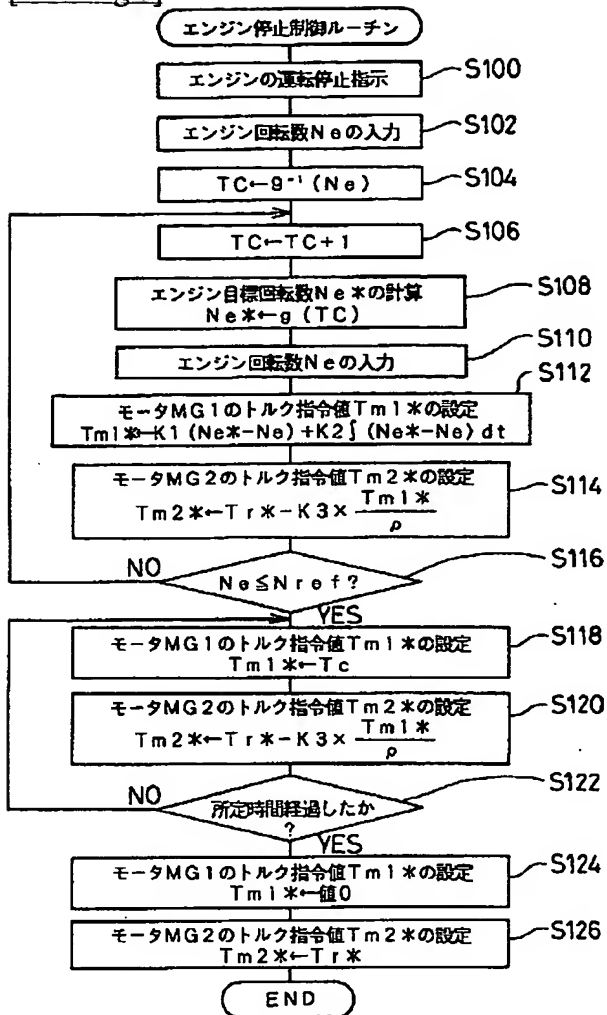 エンジン停止制御ルーチン
エンジンの運転停止指示
S100
エンジン回転数Neの入力
S102
TC←g⁻¹(Ne)
S104
TC←TC+1
S106
エンジン目標回転数Ne*の計算
Ne*←g(TC)
S108
エンジン回転数Neの入力
S110
モータMG1のトルク指令値Tm1*の設定
Tm1*←K1(Ne*-Ne)+K2∫(Ne*-Ne)dt
S112
モータMG2のトルク指令値Tm2*の設定
Tm2*←Tr*-K3×Tm1*/ρ
S114
Ne≦Nref?
S116
NO
YES
モータMG1のトルク指令値Tm1*の設定
Tm1*←Tc
S118
モータMG2のトルク指令値Tm2*の設定
Tm2*←Tr*-K3×Tm1*/ρ
S120
所定時間経過したか
?
S122
NO
YES
モータMG1のトルク指令値Tm1*の設定
Tm1*←値0
S124
モータMG2のトルク指令値Tm2*の設定
Tm2*←Tr*
S126
END